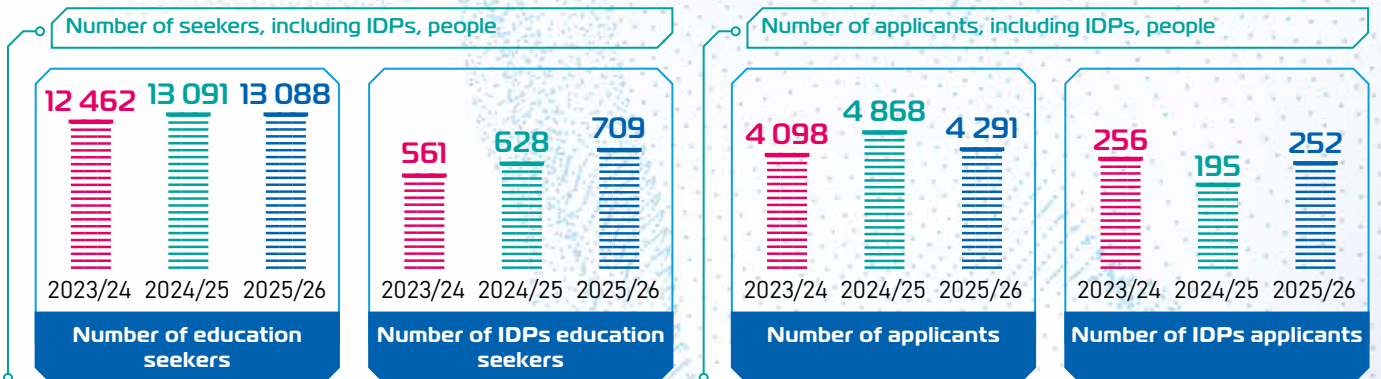 Number of seekers, including IDPs, people
12 462 13 091 13 088
2023/24 2024/25 2025/26
Number of education
seekers
561 628 709
2023/24 2024/25 2025/26
Number of IDPs education
seekers
Number of applicants, including IDPs, people
4 098 4 868 4 291
2023/24 2024/25 2025/26
Number of applicants
256 195 252
2023/24 2024/25 2025/26
Number of IDPs applicants